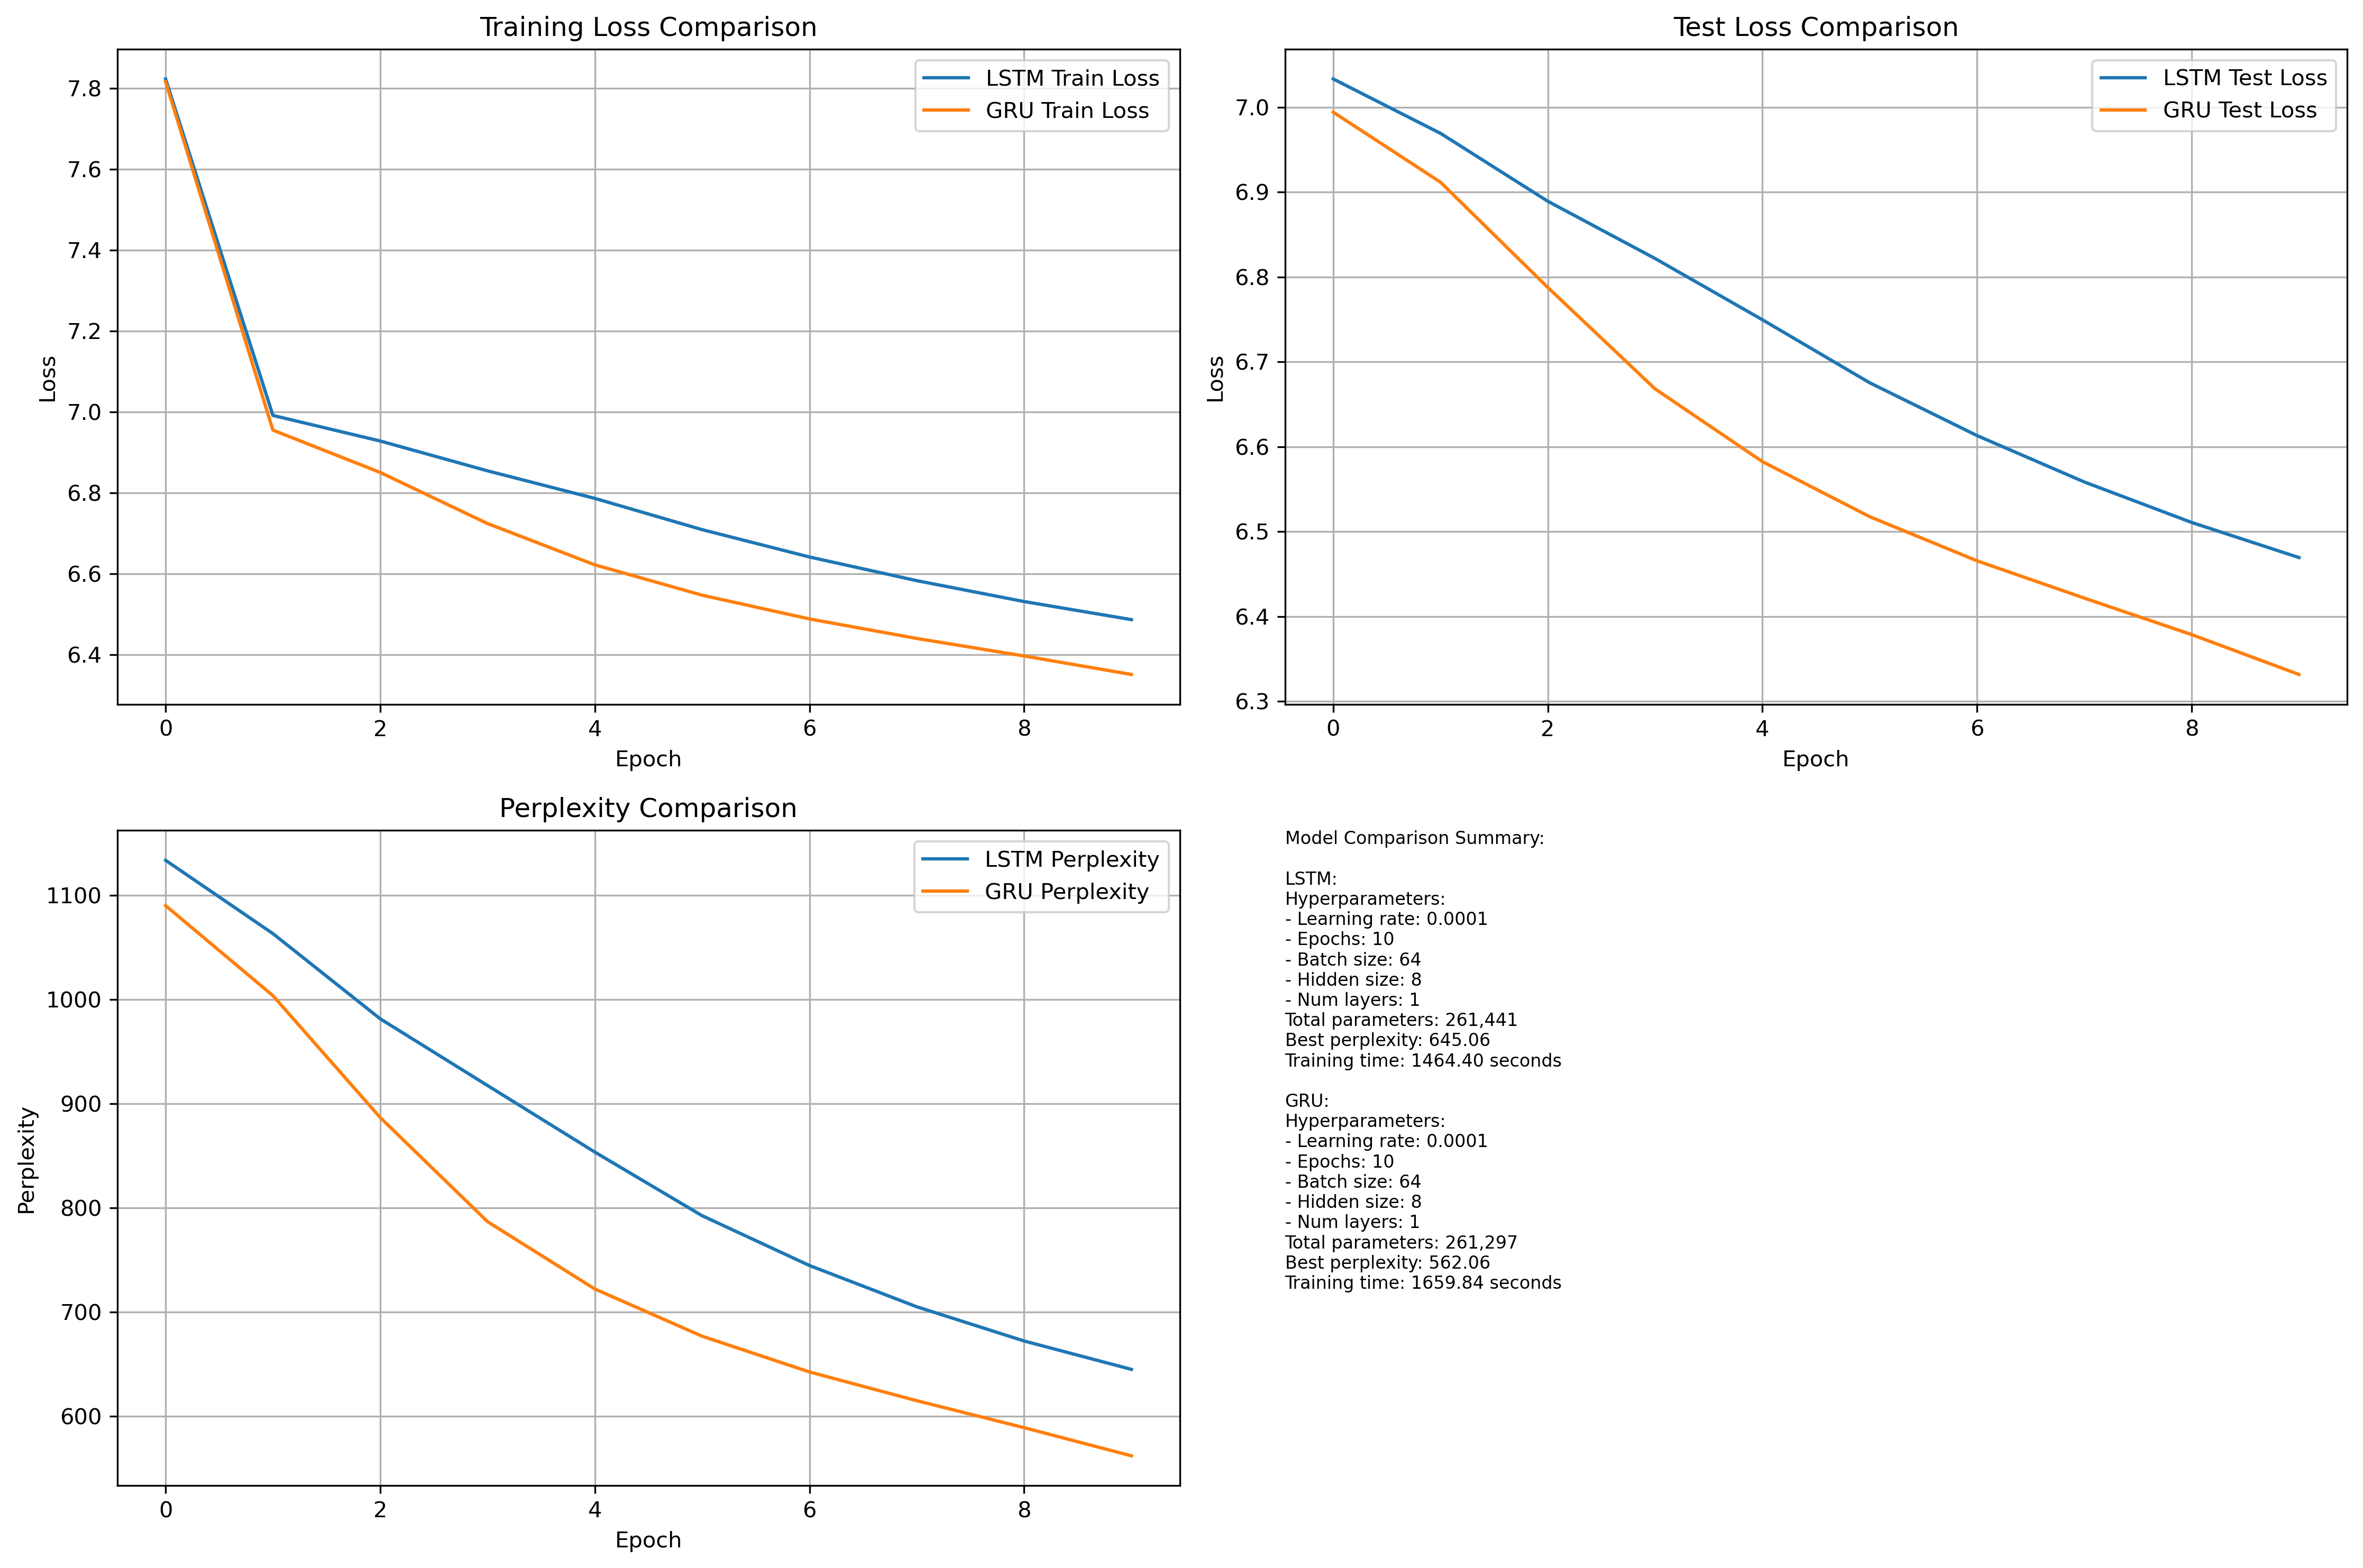 Training Loss Comparison
LSTM Train Loss
GRU Train Loss
7.8
7.6
7.4
7.2
7.0
6.8
6.6
6.4
Loss
0 2 4 6 8
Epoch
Test Loss Comparison
LSTM Test Loss
GRU Test Loss
7.0
6.9
6.8
6.7
6.6
6.5
6.4
6.3
Loss
0 2 4 6 8
Epoch
Perplexity Comparison
LSTM Perplexity
GRU Perplexity
1100
1000
900
800
700
600
Perplexity
0 2 4 6 8
Epoch
Model Comparison Summary:
LSTM:
Hyperparameters:
- Learning rate: 0.0001
- Epochs: 10
- Batch size: 64
- Hidden size: 8
- Num layers: 1
Total parameters: 261,441
Best perplexity: 645.06
Training time: 1464.40 seconds
GRU:
Hyperparameters:
- Learning rate: 0.0001
- Epochs: 10
- Batch size: 64
- Hidden size: 8
- Num layers: 1
Total parameters: 261,297
Best perplexity: 562.06
Training time: 1659.84 seconds